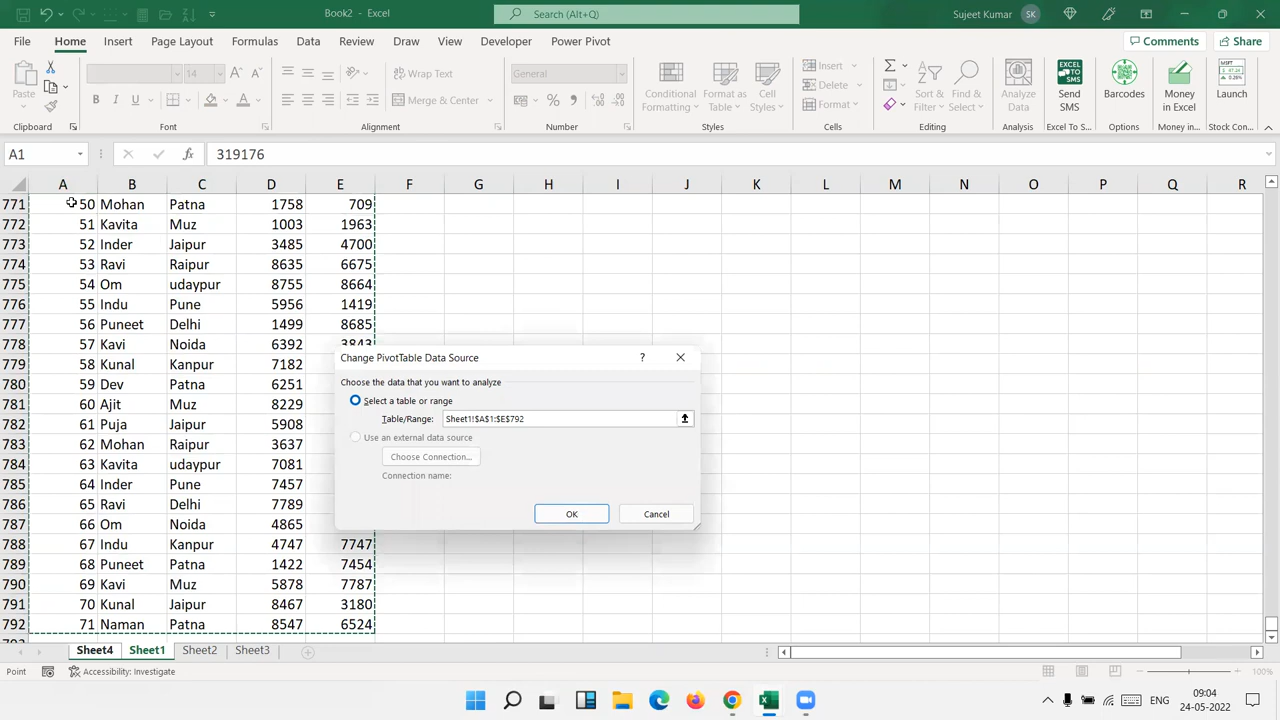 Book2 - Excel
Search (Alt+Q)
Sujeet Kumar SK
File Home Insert Page Layout Formulas Data Review View Draw Developer Power Pivot Comments Share
Paste
14
Wrap Text
Merge & Center
General
Conditional Formatting
Format as Table
Cell Styles
Insert
Delete
Format
Sort & Filter
Find & Select
Analyze Data
Send SMS
Barcodes
Money in Excel
Launch
Clipboard Font Alignment Number Styles Cells Editing Analysis Excel To S... Options Money in... Stock Con...
A1 fx 319176
A B C D E F G H I J K L M N O P Q R
771 50 Mohan Patna 1758 709
772 51 Kavita Muz 1003 1963
773 52 Inder Jaipur 3485 4700
774 53 Ravi Raipur 8635 6675
775 54 Om udaypur 8755 8664
776 55 Indu Pune 5956 1419
777 56 Puneet Delhi 1499 8685
778 57 Kavi Noida 6392 3843
779 58 Kunal Kanpur 7182
780 59 Dev Patna 6251
781 60 Ajit Muz 8229
782 61 Puja Jaipur 5908
783 62 Mohan Raipur 3637
784 63 Kavita udaypur 7081
785 64 Inder Pune 7457
786 65 Ravi Delhi 7789
787 66 Om Noida 4865
788 67 Indu Kanpur 4747 7747
789 68 Puneet Patna 1422 7454
790 69 Kavi Muz 5878 7787
791 70 Kunal Jaipur 8467 3180
792 71 Naman Patna 8547 6524
Change PivotTable Data Source ?
Choose the data that you want to analyze
Select a table or range
Table/Range: Sheet1!$A$1:$E$792
Use an external data source
Choose Connection...
Connection name:
OK Cancel
Sheet4 Sheet1 Sheet2 Sheet3
Point Accessibility: Investigate 100%
ENG 09:04
24-05-2022